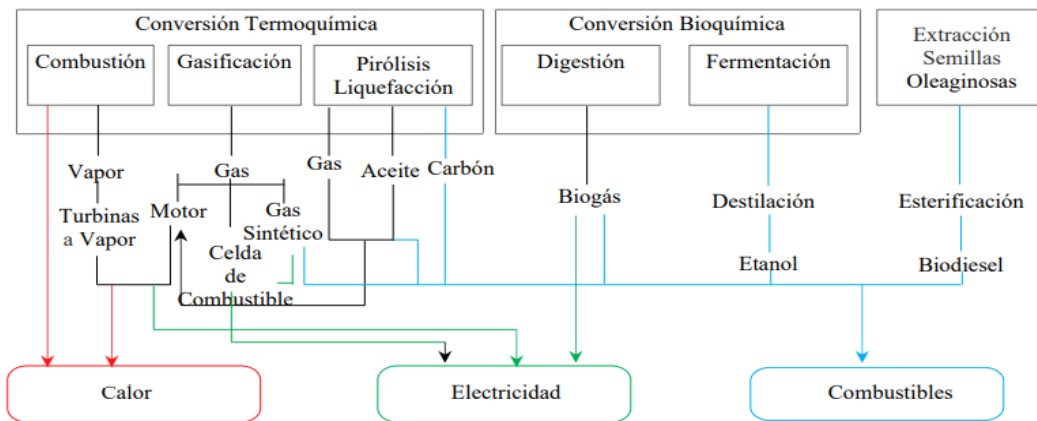 Conversión Termoquímica
Combustión
Gasificación
Pirólisis
Liquefacción
Conversión Bioquímica
Digestión
Fermentación
Extracción
Semillas
Oleaginosas
Vapor
Turbinas
a Vapor
Gas
Motor
Gas
Sintético
Celda
de
Combustible
Gas
Aceite
Carbón
Biogás
Destilación
Etanol
Esterificación
Biodiesel
Calor
Electricidad
Combustibles